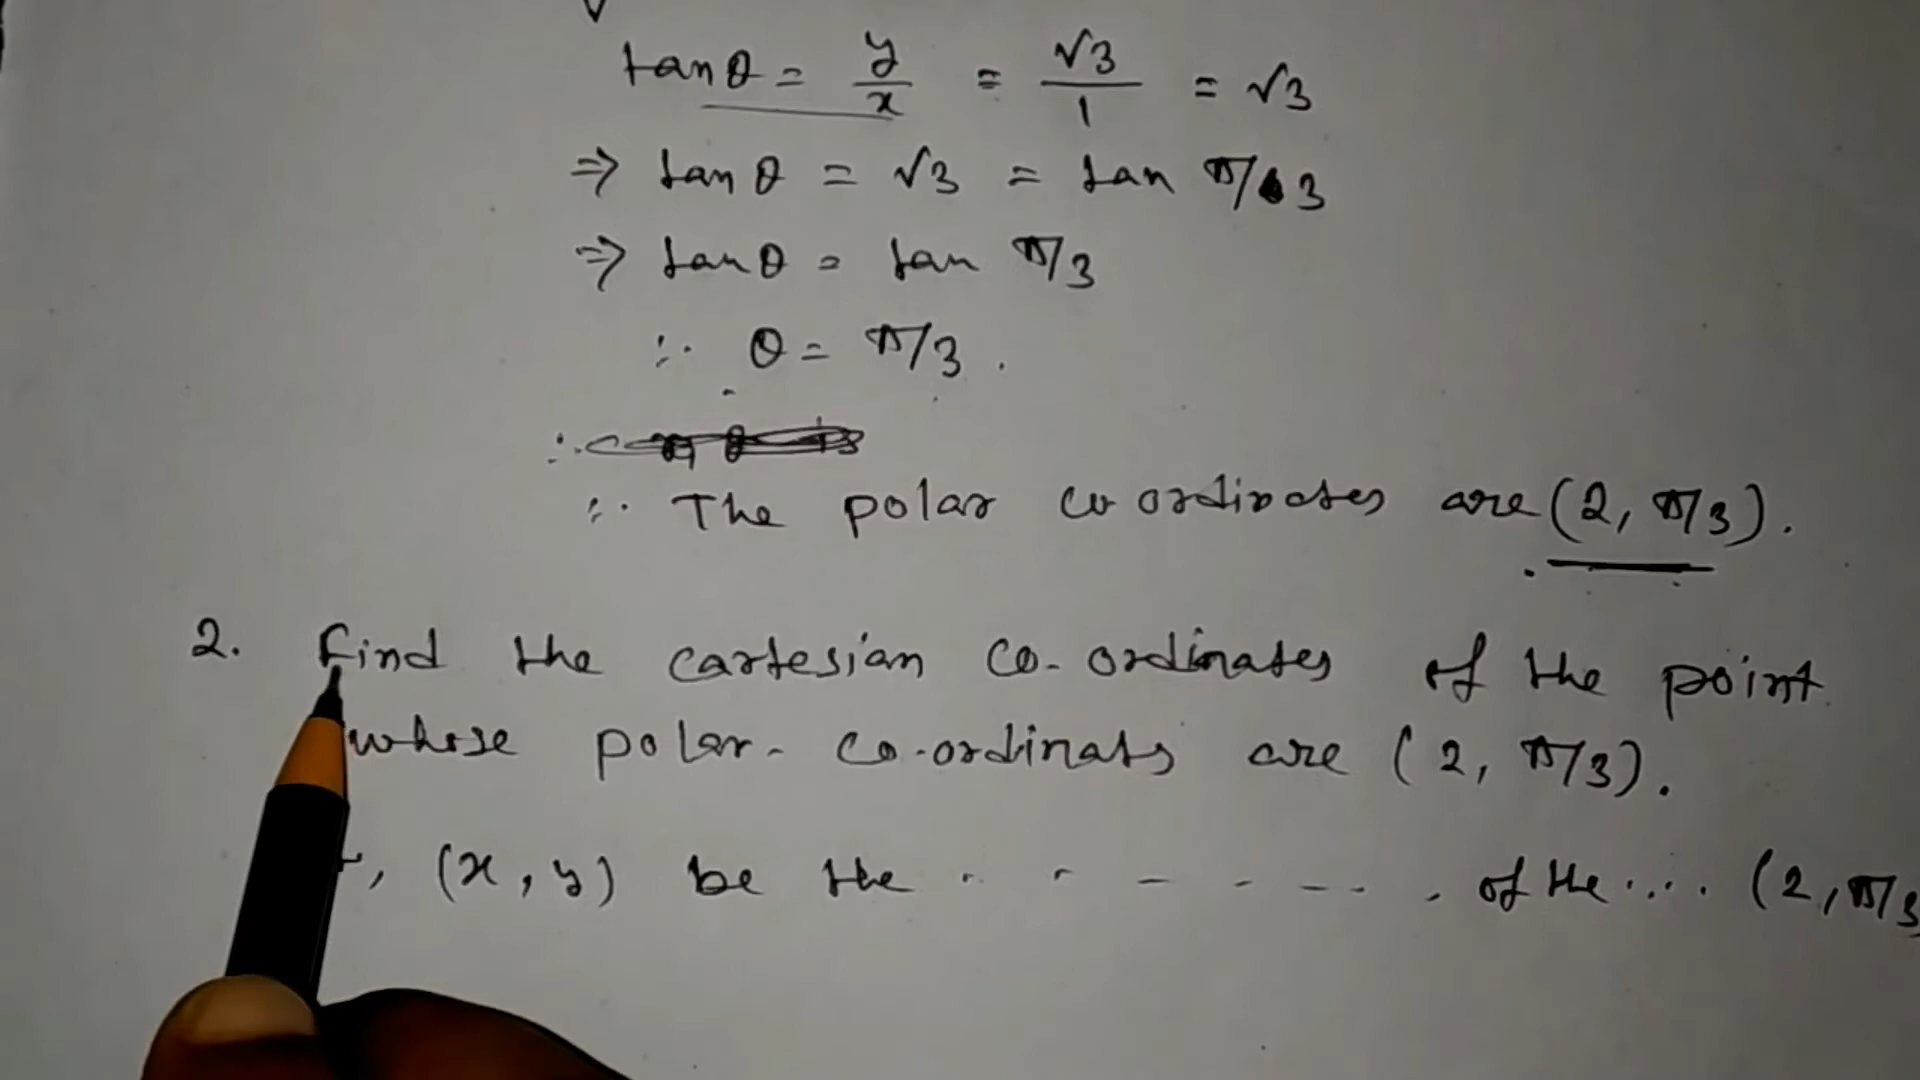 tanθ = y/x = √3/1 = √3
⇒ tanθ = √3 = tan π/3
⇒ tanθ = tan π/3
∴ θ = π/3.
∴
∴ The polar co ordinates are (2, π/3).
2. Find the cartesian co-ordinates of the point
whose polar- co-ordinats are (2, π/3).
, (x, y) be the - - - - - - - . of the .... (2, π/3